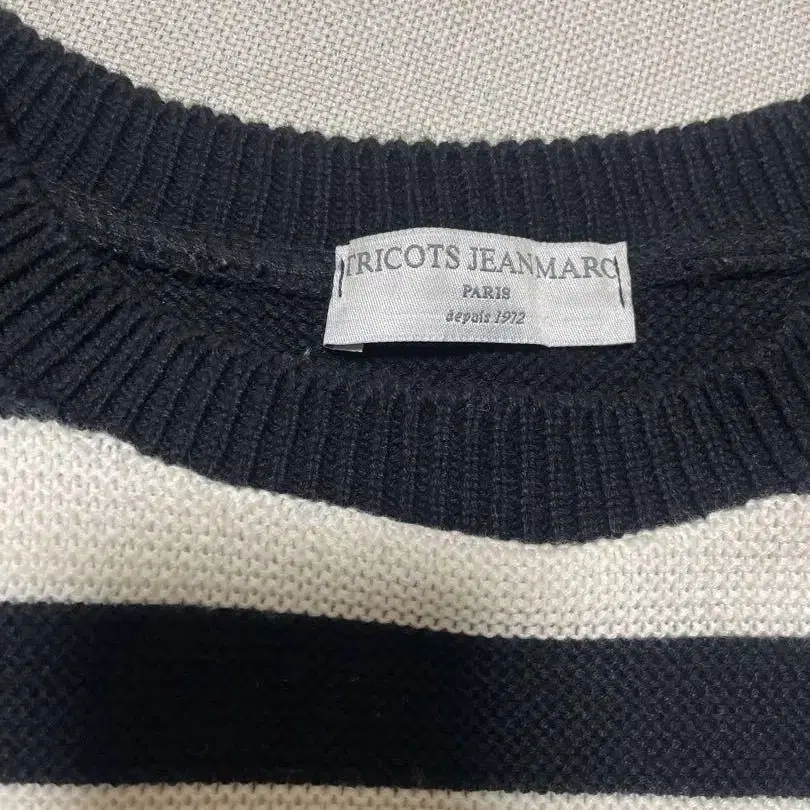 TRICOTS JEANMARC
PARIS
depuis 1972